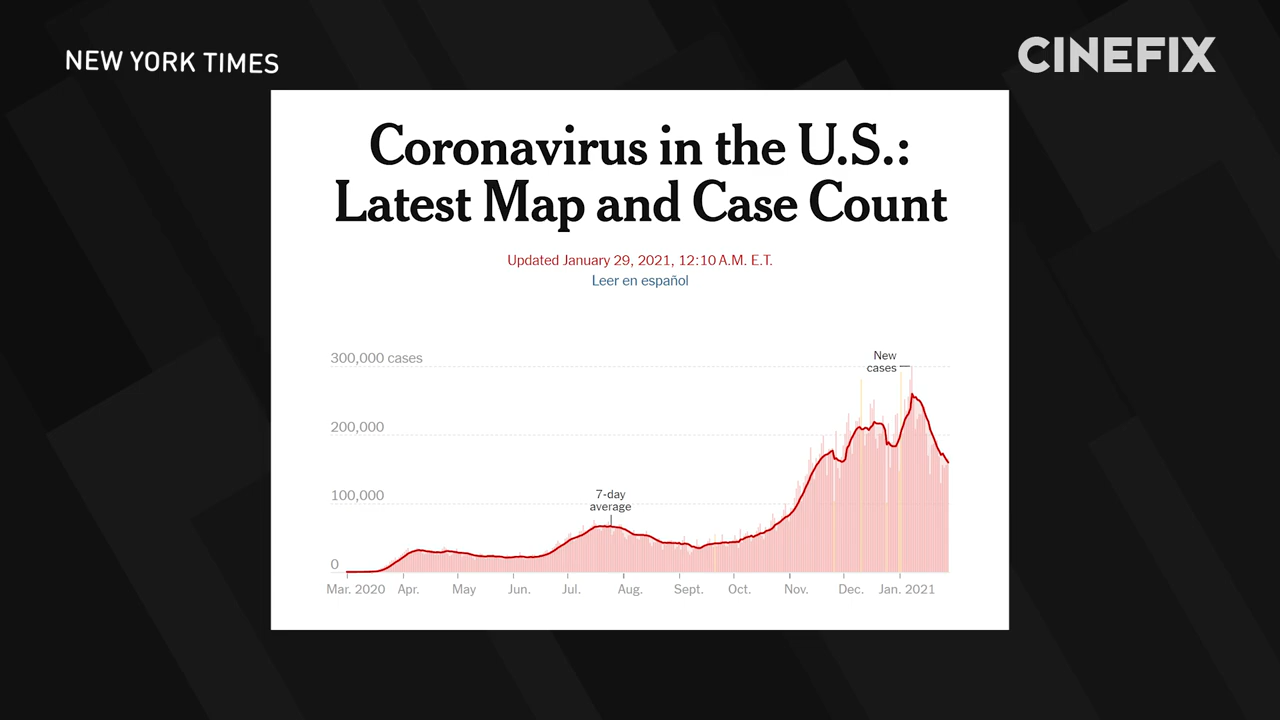 NEW YORK TIMES
CINEFIX
Coronavirus in the U.S.:
Latest Map and Case Count
Updated January 29, 2021, 12:10 A.M. E.T.
Leer en español
300,000 cases
New
cases
200,000
7-day
average
100,000
0
Mar. 2020 Apr. May Jun. Jul. Aug. Sept. Oct. Nov. Dec. Jan. 2021